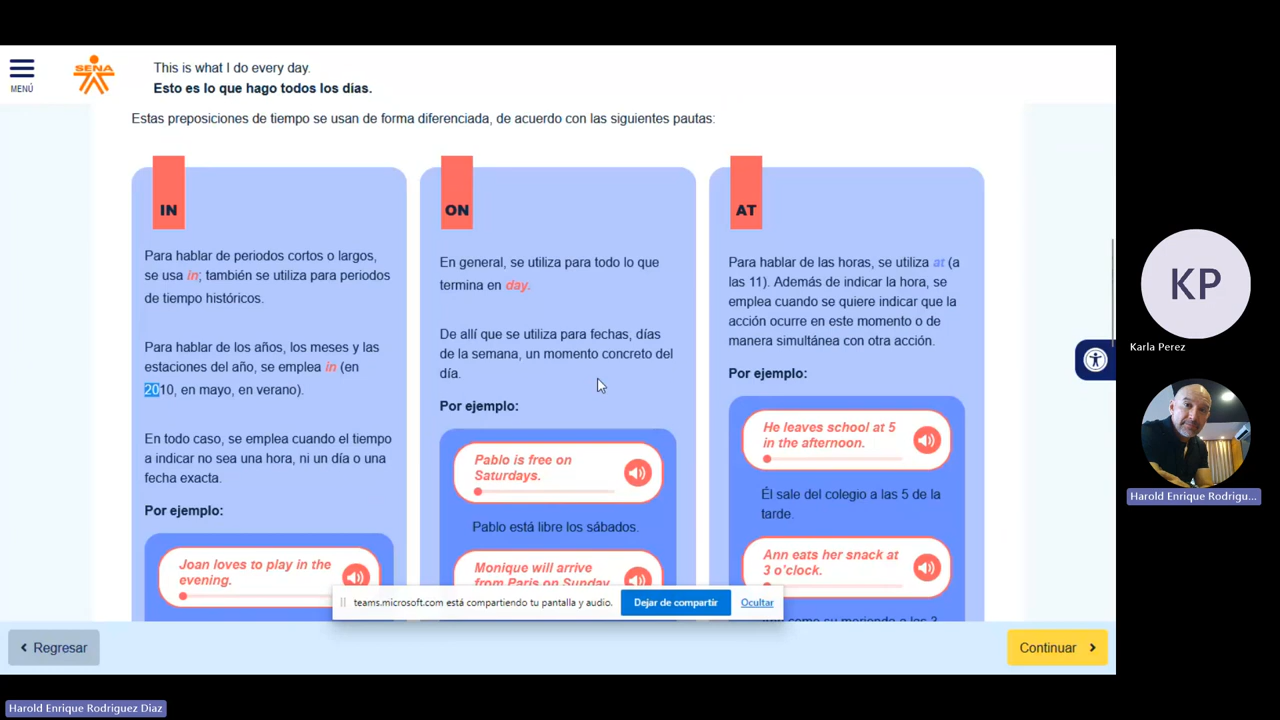 MENÚ
SENA
This is what I do every day.
Esto es lo que hago todos los días.
Estas preposiciones de tiempo se usan de forma diferenciada, de acuerdo con las siguientes pautas:
IN
Para hablar de periodos cortos o largos,
se usa in; también se utiliza para periodos
de tiempo históricos.
Para hablar de los años, los meses y las
estaciones del año, se emplea in (en
2010, en mayo, en verano).
En todo caso, se emplea cuando el tiempo
a indicar no sea una hora, ni un día o una
fecha exacta.
Por ejemplo:
Joan loves to play in the
evening.
ON
En general, se utiliza para todo lo que
termina en day.
De allí que se utiliza para fechas, días
de la semana, un momento concreto del
día.
Por ejemplo:
Pablo is free on
Saturdays.
Pablo está libre los sábados.
Monique will arrive
from Paris on Sunday
AT
Para hablar de las horas, se utiliza at (a
las 11). Además de indicar la hora, se
emplea cuando se quiere indicar que la
acción ocurre en este momento o de
manera simultánea con otra acción.
Por ejemplo:
He leaves school at 5
in the afternoon.
Él sale del colegio a las 5 de la
tarde.
Ann eats her snack at
3 o'clock.
teams.microsoft.com está compartiendo tu pantalla y audio.
Dejar de compartir
Ocultar
Regresar
Continuar
KP
Karla Perez
Harold Enrique Rodrigu...
Harold Enrique Rodriguez Diaz